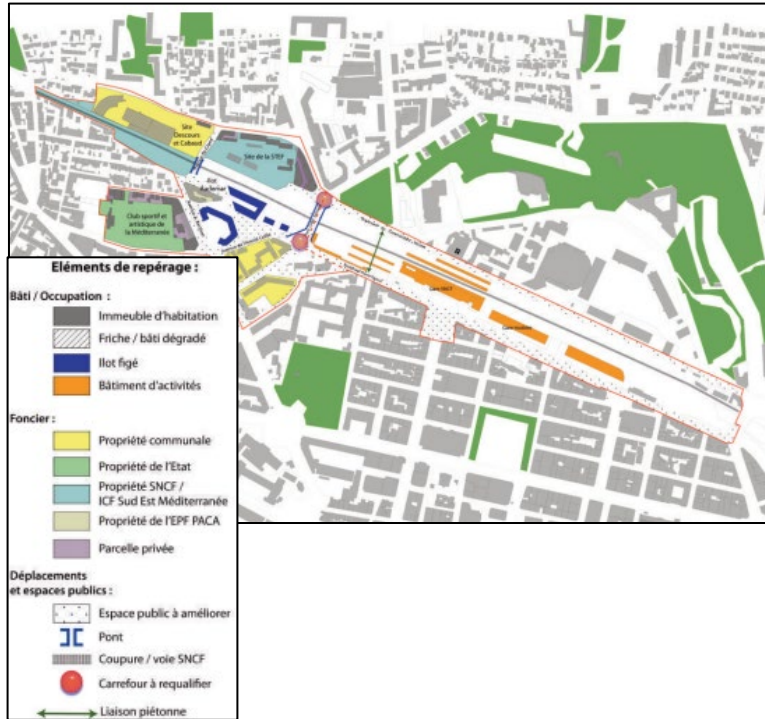 Site
Descours
et Cabaud
Site de la STEF
Ilot
Club sportif et
artistique de
la Méditerranée
Gare SNCF
Gare routière
Eléments de repérage :
Bâti / Occupation :
Immeuble d'habitation
Friche / bâti dégradé
Ilot figé
Bâtiment d'activités
Foncier :
Propriété communale
Propriété de l'Etat
Propriété SNCF /
ICF Sud Est Méditerranée
Propriété de l'EPF PACA
Parcelle privée
Déplacements
et espaces publics :
Espace public à améliorer
Pont
Coupure / voie SNCF
Carrefour à requalifier
Liaison piétonne